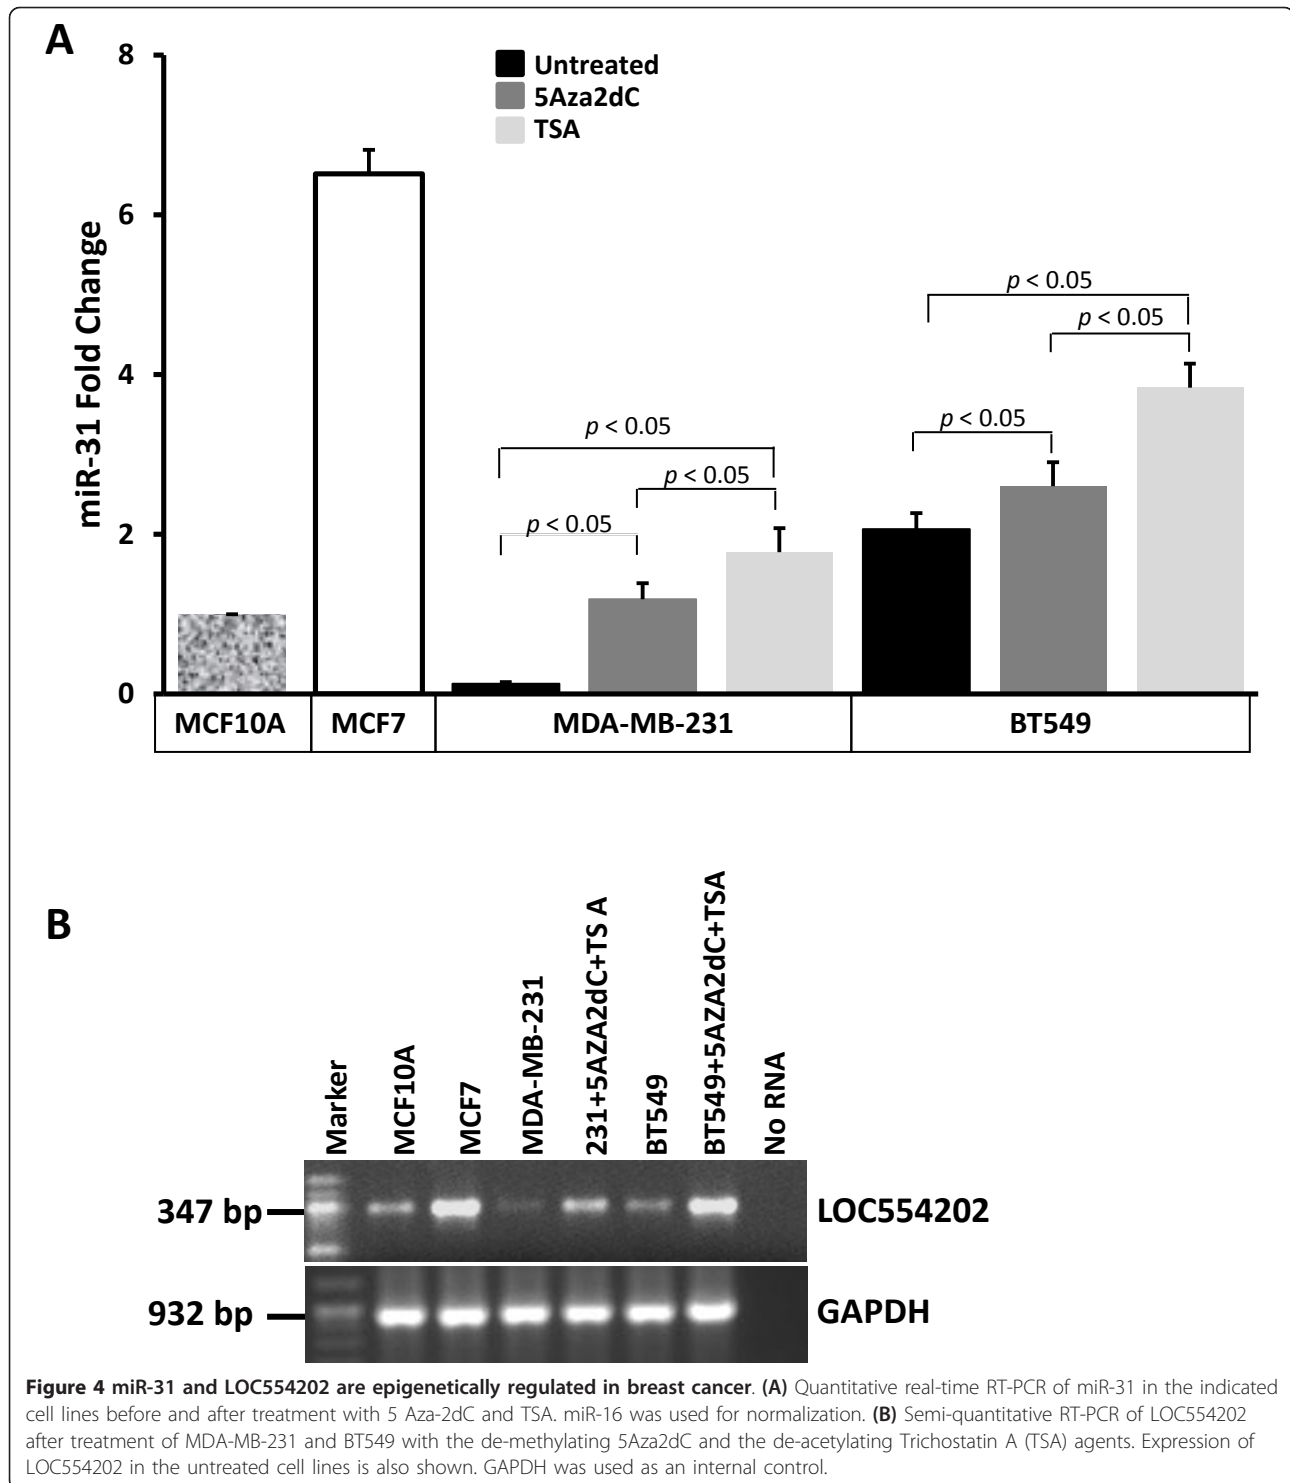 A
8
6
4
2
0
miR-31 Fold Change
Untreated
5Aza2dC
TSA
p < 0.05
p < 0.05
p < 0.05
p < 0.05
p < 0.05
p < 0.05
MCF10A
MCF7
MDA-MB-231
BT549
B
Marker
MCF10A
MCF7
MDA-MB-231
231+5AZA2dC+TS A
BT549
BT549+5AZA2dC+TSA
No RNA
347 bp
LOC554202
932 bp
GAPDH
Figure 4 miR-31 and LOC554202 are epigenetically regulated in breast cancer. (A) Quantitative real-time RT-PCR of miR-31 in the indicated
cell lines before and after treatment with 5 Aza-2dC and TSA. miR-16 was used for normalization. (B) Semi-quantitative RT-PCR of LOC554202
after treatment of MDA-MB-231 and BT549 with the de-methylating 5Aza2dC and the de-acetylating Trichostatin A (TSA) agents. Expression of
LOC554202 in the untreated cell lines is also shown. GAPDH was used as an internal control.